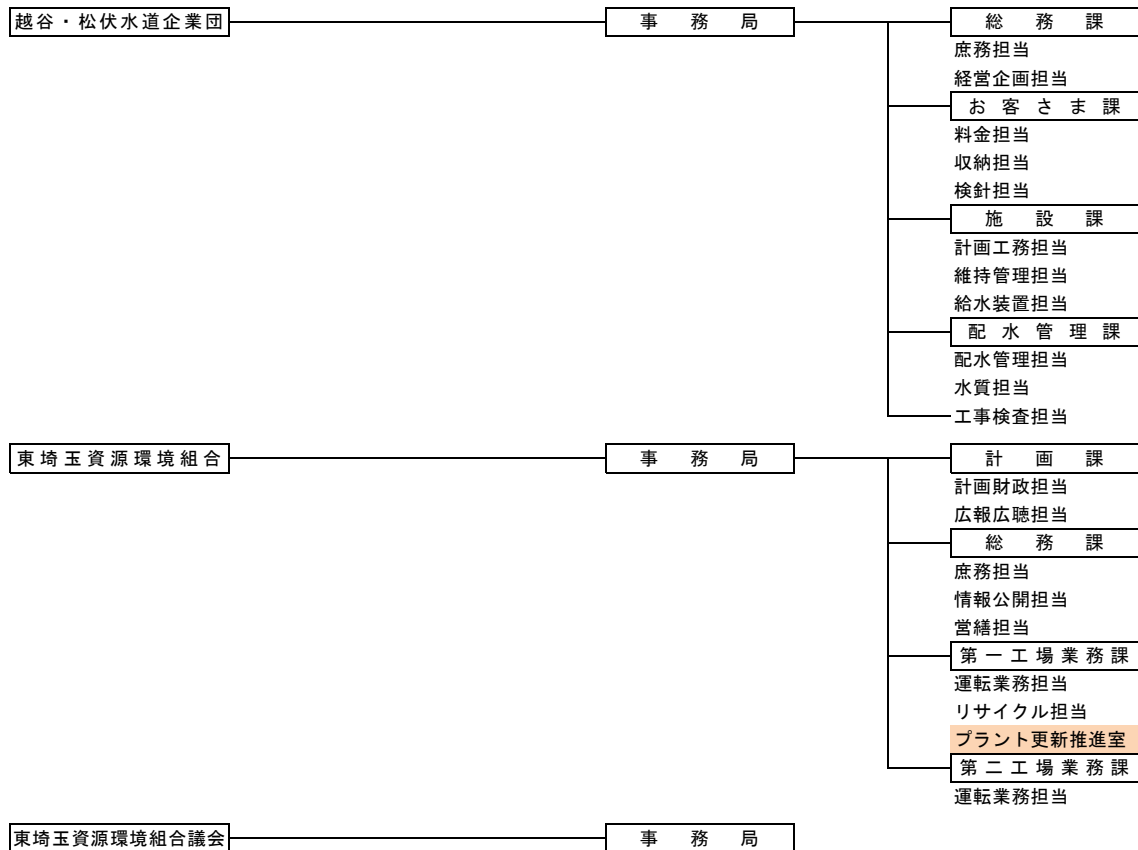 越谷・松伏水道企業団 事務局 総務課
庶務担当
経営企画担当
お客さま課
料金担当
収納担当
検針担当
施設課
計画工務担当
維持管理担当
給水装置担当
配水管理課
配水管理担当
水質担当
工事検査担当
東埼玉資源環境組合 事務局 計画課
計画財政担当
広報広聴担当
総務課
庶務担当
情報公開担当
営繕担当
第一工場業務課
運転業務担当
リサイクル担当
プラント更新推進室
第二工場業務課
運転業務担当
東埼玉資源環境組合議会 事務局